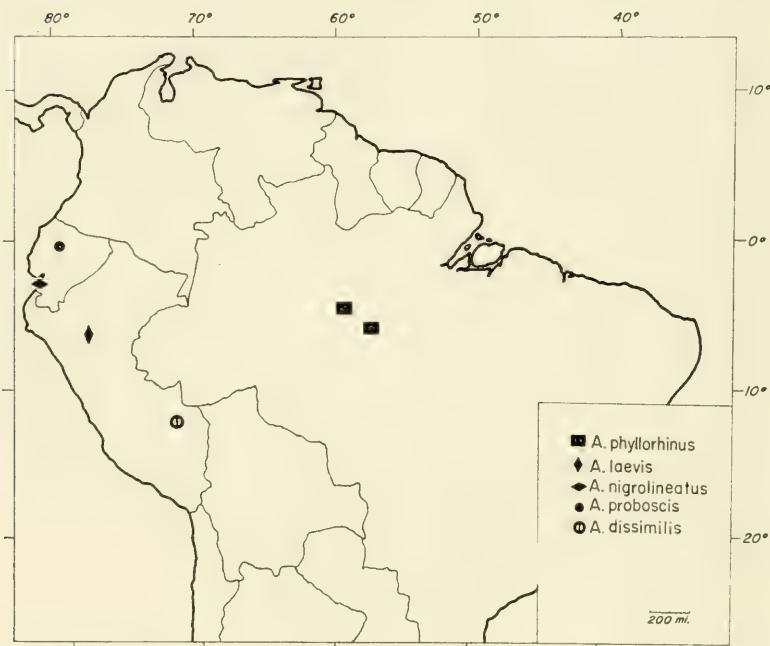 80° 70° 60° 50° 40°
10°
0°
10°
20°
A. phyllorhinus
A. laevis
A. nigrolineatus
A. proboscis
A. dissimilis
200 mi.